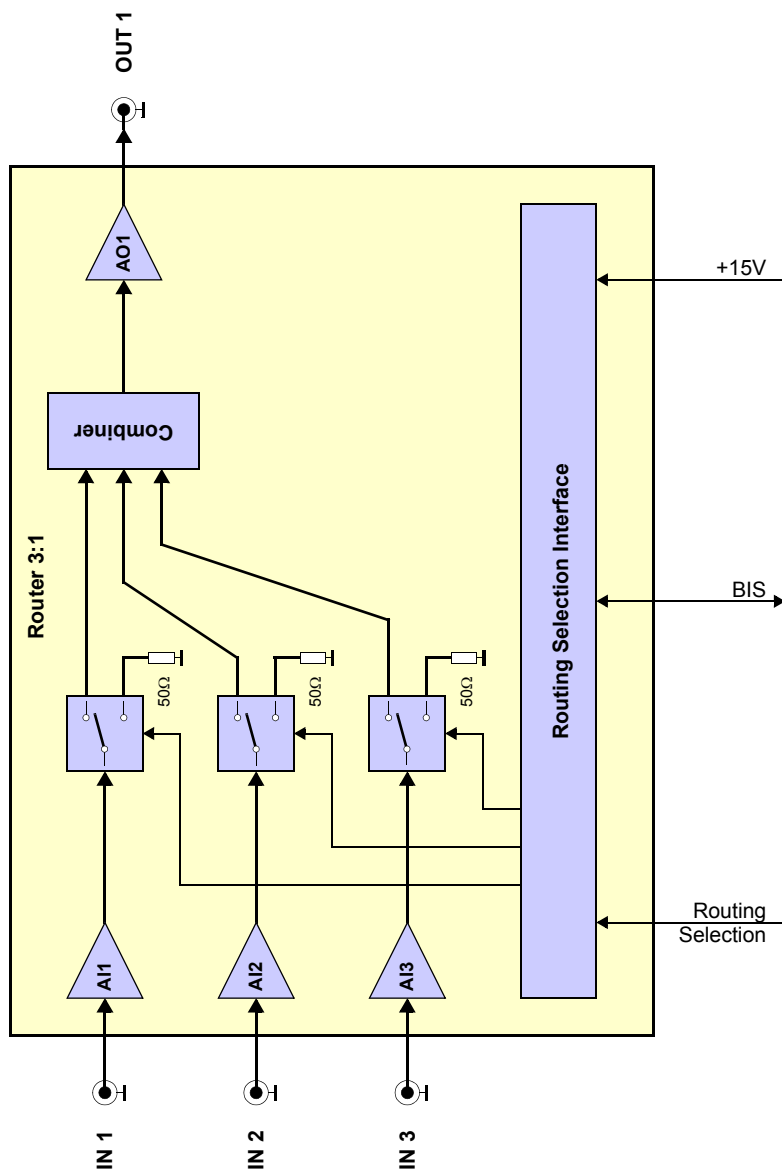 OUT 1
AO1
Combiner
Router 3:1
50Ω
50Ω
50Ω
AI1
AI2
AI3
IN 1
IN 2
IN 3
Routing Selection Interface
+15V
BIS
Routing
Selection